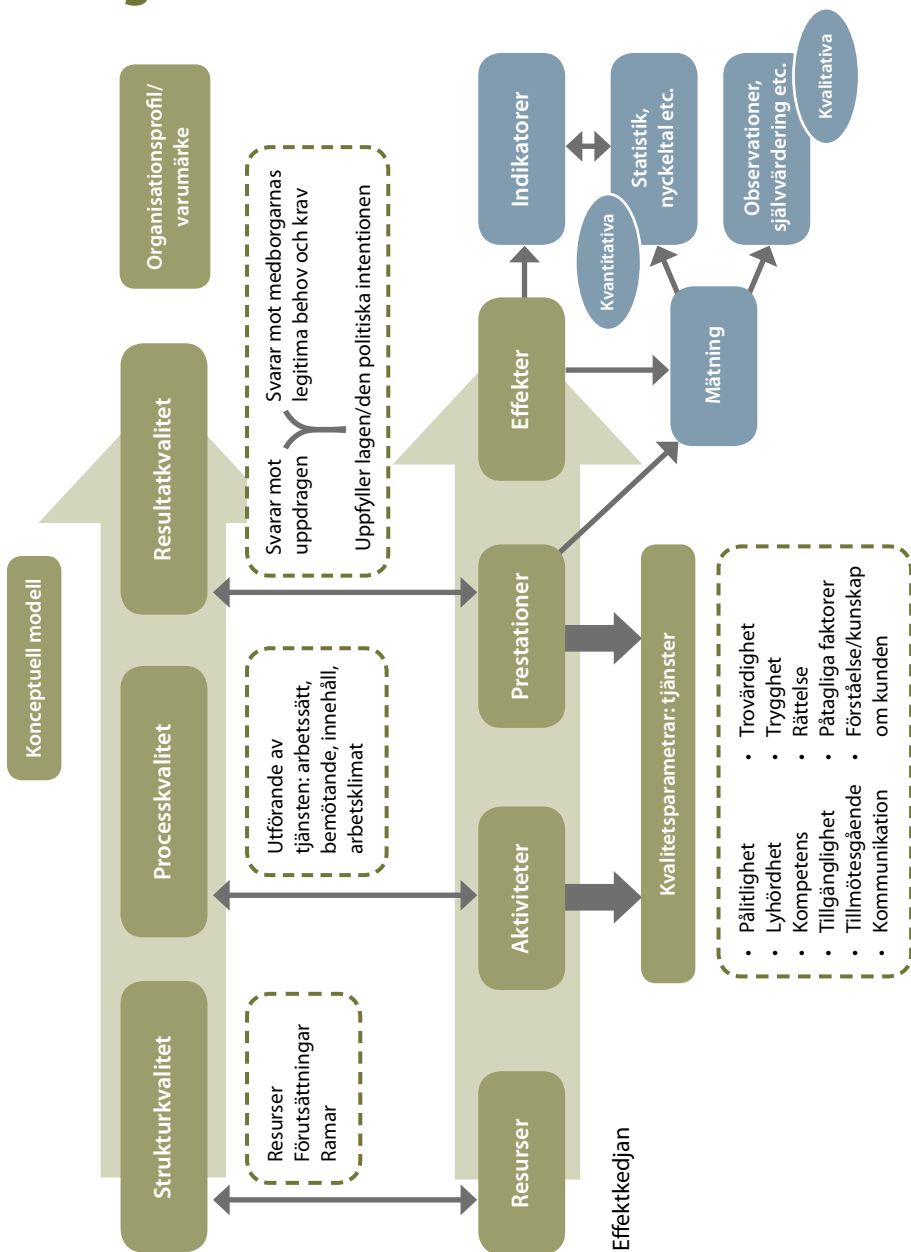 Konceptuell modell
Strukturkvalitet
Processkvalitet
Resultatkvalitet
Organisationsprofil/
varumärke
Resurser
Förutsättningar
Ramar
Utförande av
tjänsten: arbetssätt,
bemötande, innehåll,
arbetsklimat
Svarar mot
uppdragen
Svarar mot medborgarnas
legitima behov och krav
Uppfyller lagen/den politiska intentionen
Resurser
Aktiviteter
Prestationer
Effekter
Indikatorer
Effektkedjan
Kvantitativa
Statistik,
nyckeltal etc.
Mätning
Observationer,
självvärdering etc.
Kvalitativa
Kvalitetsparametrar: tjänster
• Pålitlighet
• Lyhördhet
• Kompetens
• Tillgänglighet
• Tillmötesgående
• Kommunikation
• Trovärdighet
• Trygghet
• Rättelse
• Påtagliga faktorer
• Förståelse/kunskap
om kunden